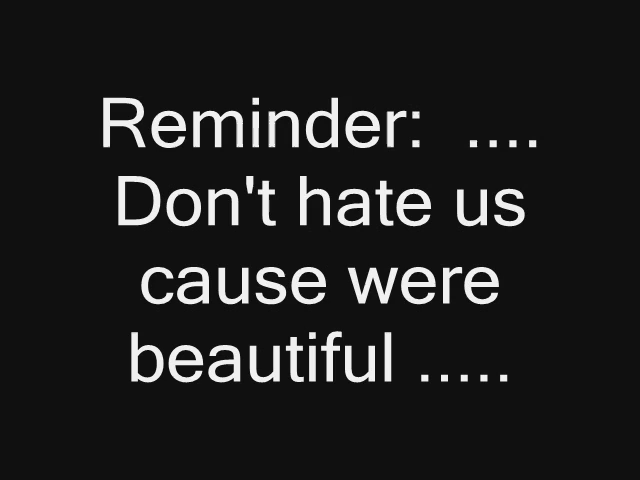 Reminder:  ....
Don't hate us
cause were
beautiful .....